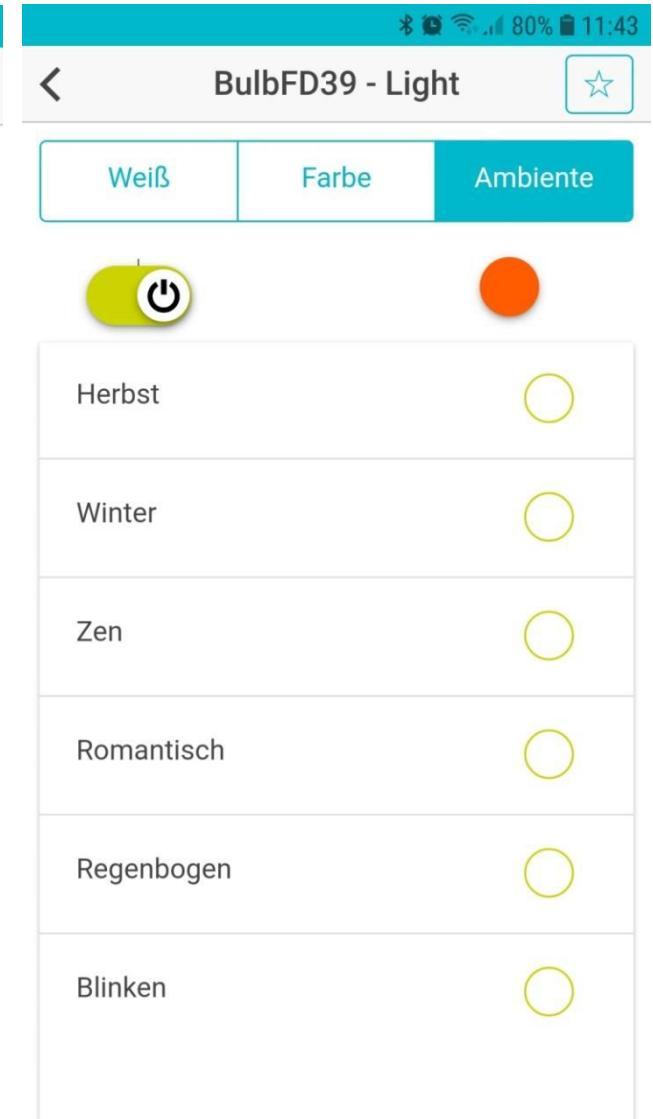 80% 11:43
BulbFD39 - Light
Weiß Farbe Ambiente
Herbst
Winter
Zen
Romantisch
Regenbogen
Blinken